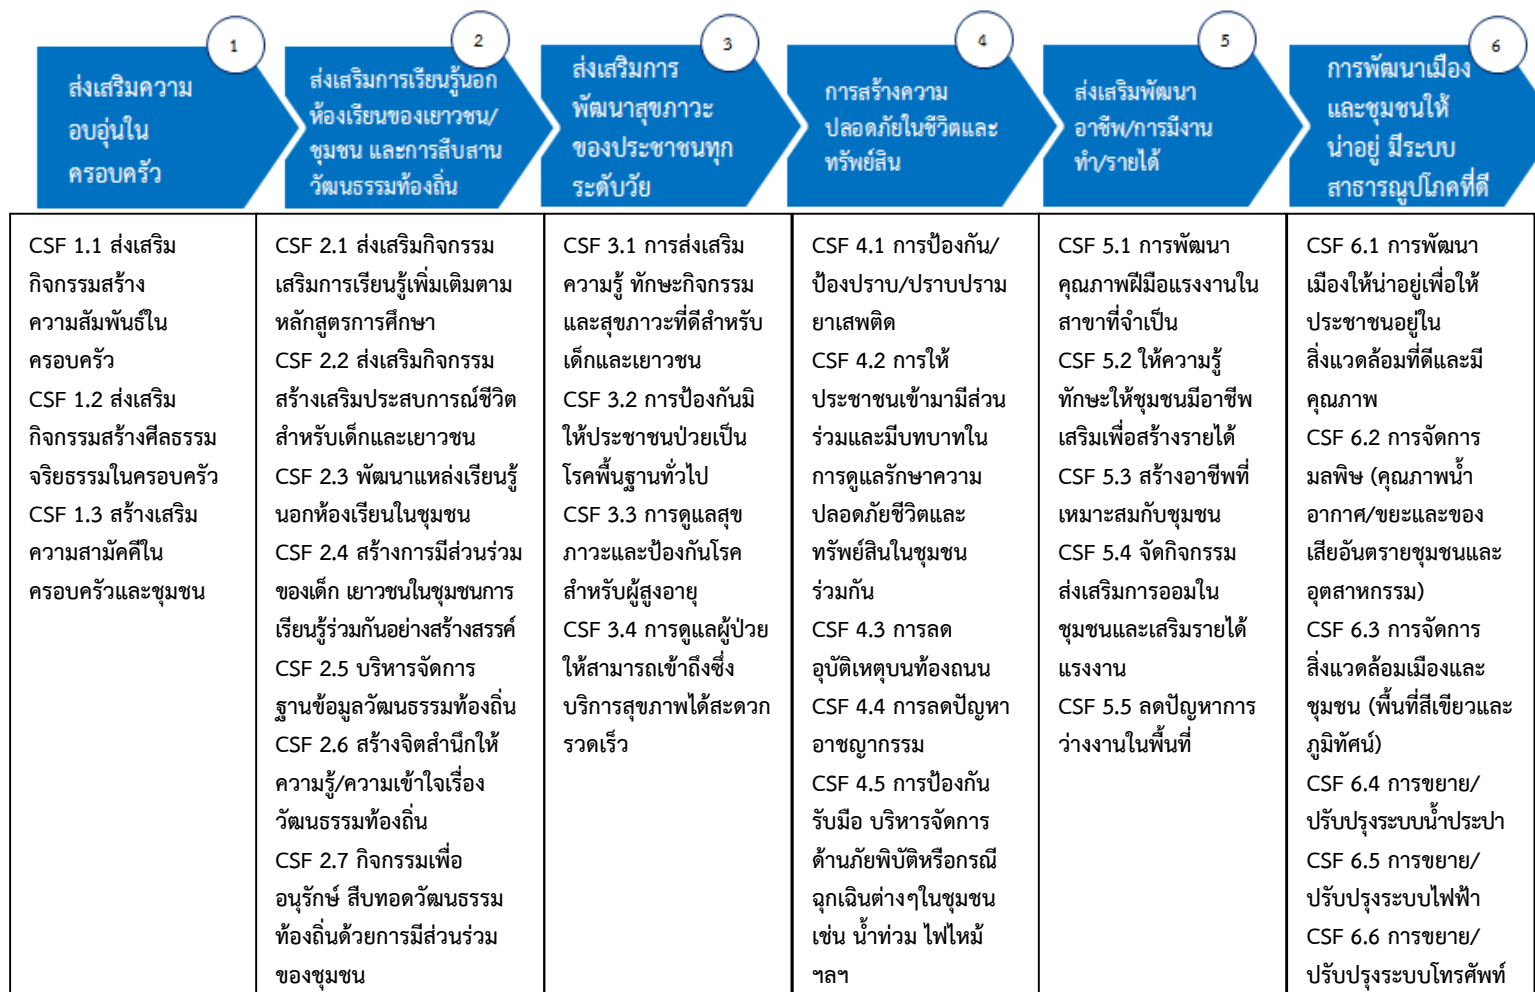 1
ส่งเสริมความ
อบอุ่นใน
ครอบครัว
2
ส่งเสริมการเรียนรู้นอก
ห้องเรียนของเยาวชน/
ชุมชน และการสืบสาน
วัฒนธรรมท้องถิ่น
3
ส่งเสริมการ
พัฒนาสุขภาวะ
ของประชาชนทุก
ระดับวัย
4
การสร้างความ
ปลอดภัยในชีวิตและ
ทรัพย์สิน
5
ส่งเสริมพัฒนา
อาชีพ/การมีงาน
ทำ/รายได้
6
การพัฒนาเมือง
และชุมชนให้
น่าอยู่ มีระบบ
สาธารณูปโภคที่ดี
CSF 1.1 ส่งเสริม
กิจกรรมสร้าง
ความสัมพันธ์ใน
ครอบครัว
CSF 1.2 ส่งเสริม
กิจกรรมสร้างศีลธรรม
จริยธรรมในครอบครัว
CSF 1.3 สร้างเสริม
ความสามัคคีใน
ครอบครัวและชุมชน
CSF 2.1 ส่งเสริมกิจกรรม
เสริมการเรียนรู้เพิ่มเติมตาม
หลักสูตรการศึกษา
CSF 2.2 ส่งเสริมกิจกรรม
สร้างเสริมประสบการณ์ชีวิต
สำหรับเด็กและเยาวชน
CSF 2.3 พัฒนาแหล่งเรียนรู้
นอกห้องเรียนในชุมชน
CSF 2.4 สร้างการมีส่วนร่วม
ของเด็ก เยาวชนในชุมชนการ
เรียนรู้ร่วมกันอย่างสร้างสรรค์
CSF 2.5 บริหารจัดการ
ฐานข้อมูลวัฒนธรรมท้องถิ่น
CSF 2.6 สร้างจิตสำนึกให้
ความรู้/ความเข้าใจเรื่อง
วัฒนธรรมท้องถิ่น
CSF 2.7 กิจกรรมเพื่อ
อนุรักษ์ สืบทอดวัฒนธรรม
ท้องถิ่นด้วยการมีส่วนร่วม
ของชุมชน
CSF 3.1 การส่งเสริม
ความรู้ ทักษะกิจกรรม
และสุขภาวะที่ดีสำหรับ
เด็กและเยาวชน
CSF 3.2 การป้องกันมิ
ให้ประชาชนป่วยเป็น
โรคพื้นฐานทั่วไป
CSF 3.3 การดูแลสุข
ภาวะและป้องกันโรค
สำหรับผู้สูงอายุ
CSF 3.4 การดูแลผู้ป่วย
ให้สามารถเข้าถึงซึ่ง
บริการสุขภาพได้สะดวก
รวดเร็ว
CSF 4.1 การป้องกัน/
ป้องปราบ/ปราบปราม
ยาเสพติด
CSF 4.2 การให้
ประชาชนเข้ามามีส่วน
ร่วมและมีบทบาทใน
การดูแลรักษาความ
ปลอดภัยชีวิตและ
ทรัพย์สินในชุมชน
ร่วมกัน
CSF 4.3 การลด
อุบัติเหตุบนท้องถนน
CSF 4.4 การลดปัญหา
อาชญากรรม
CSF 4.5 การป้องกัน
รับมือ บริหารจัดการ
ด้านภัยพิบัติหรือกรณี
ฉุกเฉินต่างๆในชุมชน
เช่น น้ำท่วม ไฟไหม้
ฯลฯ
CSF 5.1 การพัฒนา
คุณภาพฝีมือแรงงานใน
สาขาที่จำเป็น
CSF 5.2 ให้ความรู้
ทักษะให้ชุมชนมีอาชีพ
เสริมเพื่อสร้างรายได้
CSF 5.3 สร้างอาชีพที่
เหมาะสมกับชุมชน
CSF 5.4 จัดกิจกรรม
ส่งเสริมการออมใน
ชุมชนและเสริมรายได้
แรงงาน
CSF 5.5 ลดปัญหาการ
ว่างงานในพื้นที่
CSF 6.1 การพัฒนา
เมืองให้น่าอยู่เพื่อให้
ประชาชนอยู่ใน
สิ่งแวดล้อมที่ดีและมี
คุณภาพ
CSF 6.2 การจัดการ
มลพิษ (คุณภาพน้ำ
อากาศ/ขยะและของ
เสียอันตรายชุมชนและ
อุตสาหกรรม)
CSF 6.3 การจัดการ
สิ่งแวดล้อมเมืองและ
ชุมชน (พื้นที่สีเขียวและ
ภูมิทัศน์)
CSF 6.4 การขยาย/
ปรับปรุงระบบน้ำประปา
CSF 6.5 การขยาย/
ปรับปรุงระบบไฟฟ้า
CSF 6.6 การขยาย/
ปรับปรุงระบบโทรศัพท์